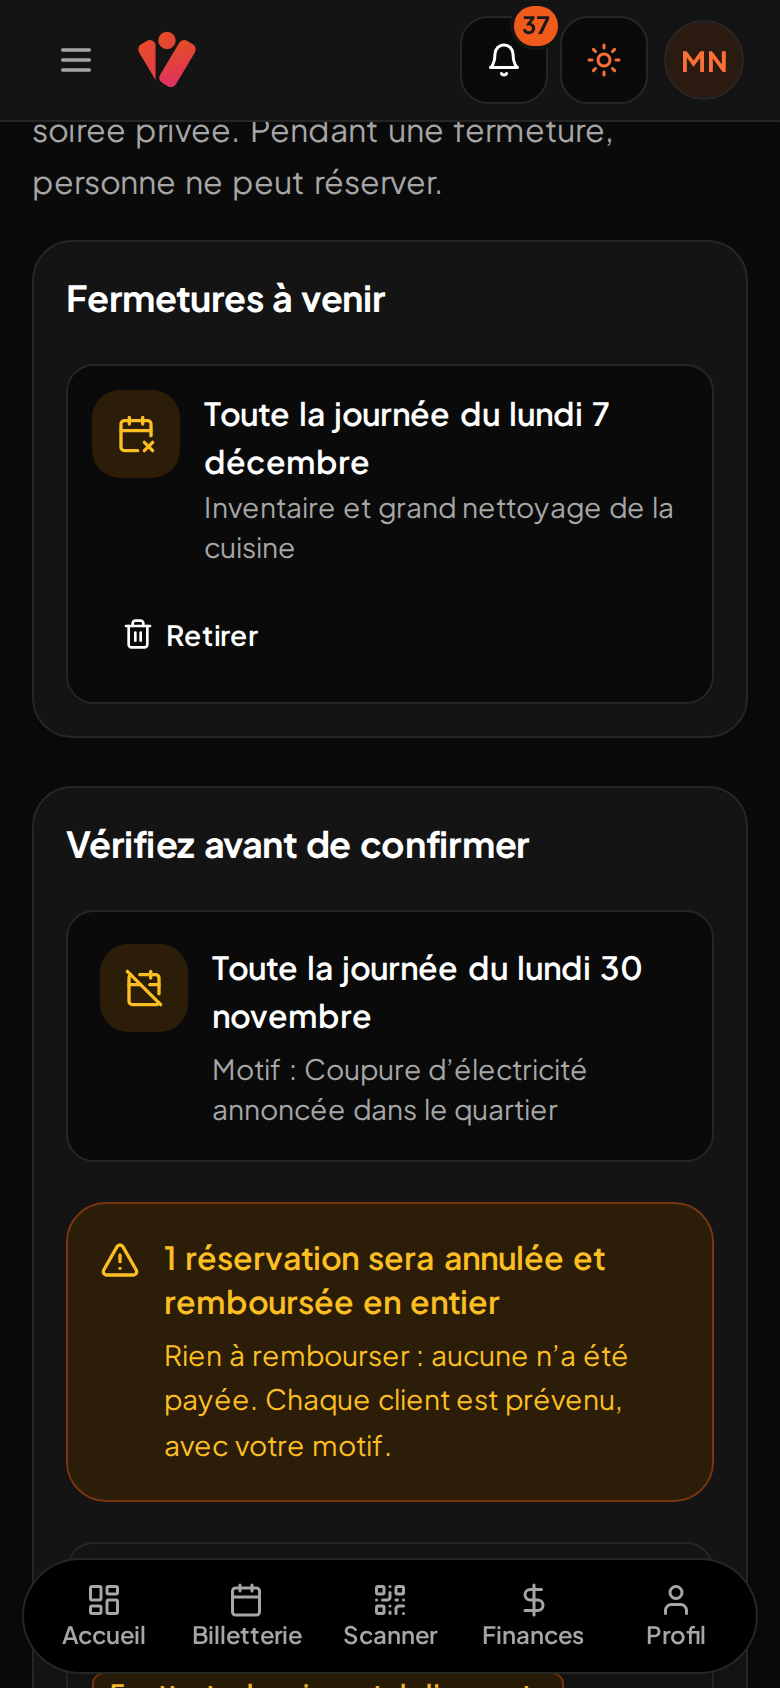 37
MN
soirée privée. Pendant une fermeture,
personne ne peut réserver.
Fermetures à venir
Toute la journée du lundi 7
décembre
Inventaire et grand nettoyage de la
cuisine
Retirer
Vérifiez avant de confirmer
Toute la journée du lundi 30
novembre
Motif : Coupure d’électricité
annoncée dans le quartier
1 réservation sera annulée et
remboursée en entier
Rien à rembourser : aucune n’a été
payée. Chaque client est prévenu,
avec votre motif.
Accueil
Billetterie
Scanner
Finances
Profil